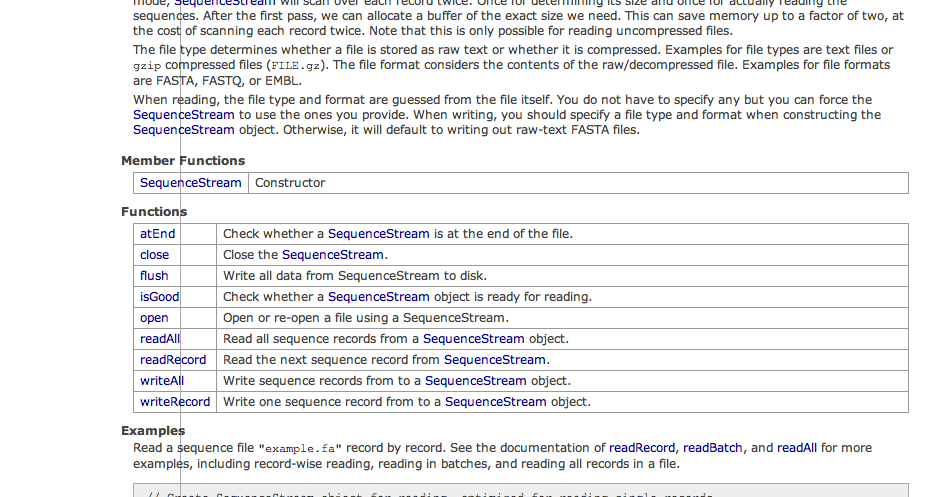 mode, SequenceStream will scan over each record twice. Once for determining its size and once for actually reading the
sequences. After the first pass, we can allocate a buffer of the exact size we need. This can save memory up to a factor of two, at
the cost of scanning each record twice. Note that this is only possible for reading uncompressed files.
The file type determines whether a file is stored as raw text or whether it is compressed. Examples for file types are text files or
gzip compressed files (FILE.gz). The file format considers the contents of the raw/decompressed file. Examples for file formats
are FASTA, FASTQ, or EMBL.
When reading, the file type and format are guessed from the file itself. You do not have to specify any but you can force the
SequenceStream to use the ones you provide. When writing, you should specify a file type and format when constructing the
SequenceStream object. Otherwise, it will default to writing out raw-text FASTA files.
Member Functions
SequenceStream Constructor
Functions
atEnd Check whether a SequenceStream is at the end of the file.
close Close the SequenceStream.
flush Write all data from SequenceStream to disk.
isGood Check whether a SequenceStream object is ready for reading.
open Open or re-open a file using a SequenceStream.
readAll Read all sequence records from a SequenceStream object.
readRecord Read the next sequence record from SequenceStream.
writeAll Write sequence records from to a SequenceStream object.
writeRecord Write one sequence record from to a SequenceStream object.
Examples
Read a sequence file "example.fa" record by record. See the documentation of readRecord, readBatch, and readAll for more
examples, including record-wise reading, reading in batches, and reading all records in a file.
// Create SequenceStream object for reading, optimized for reading single records.